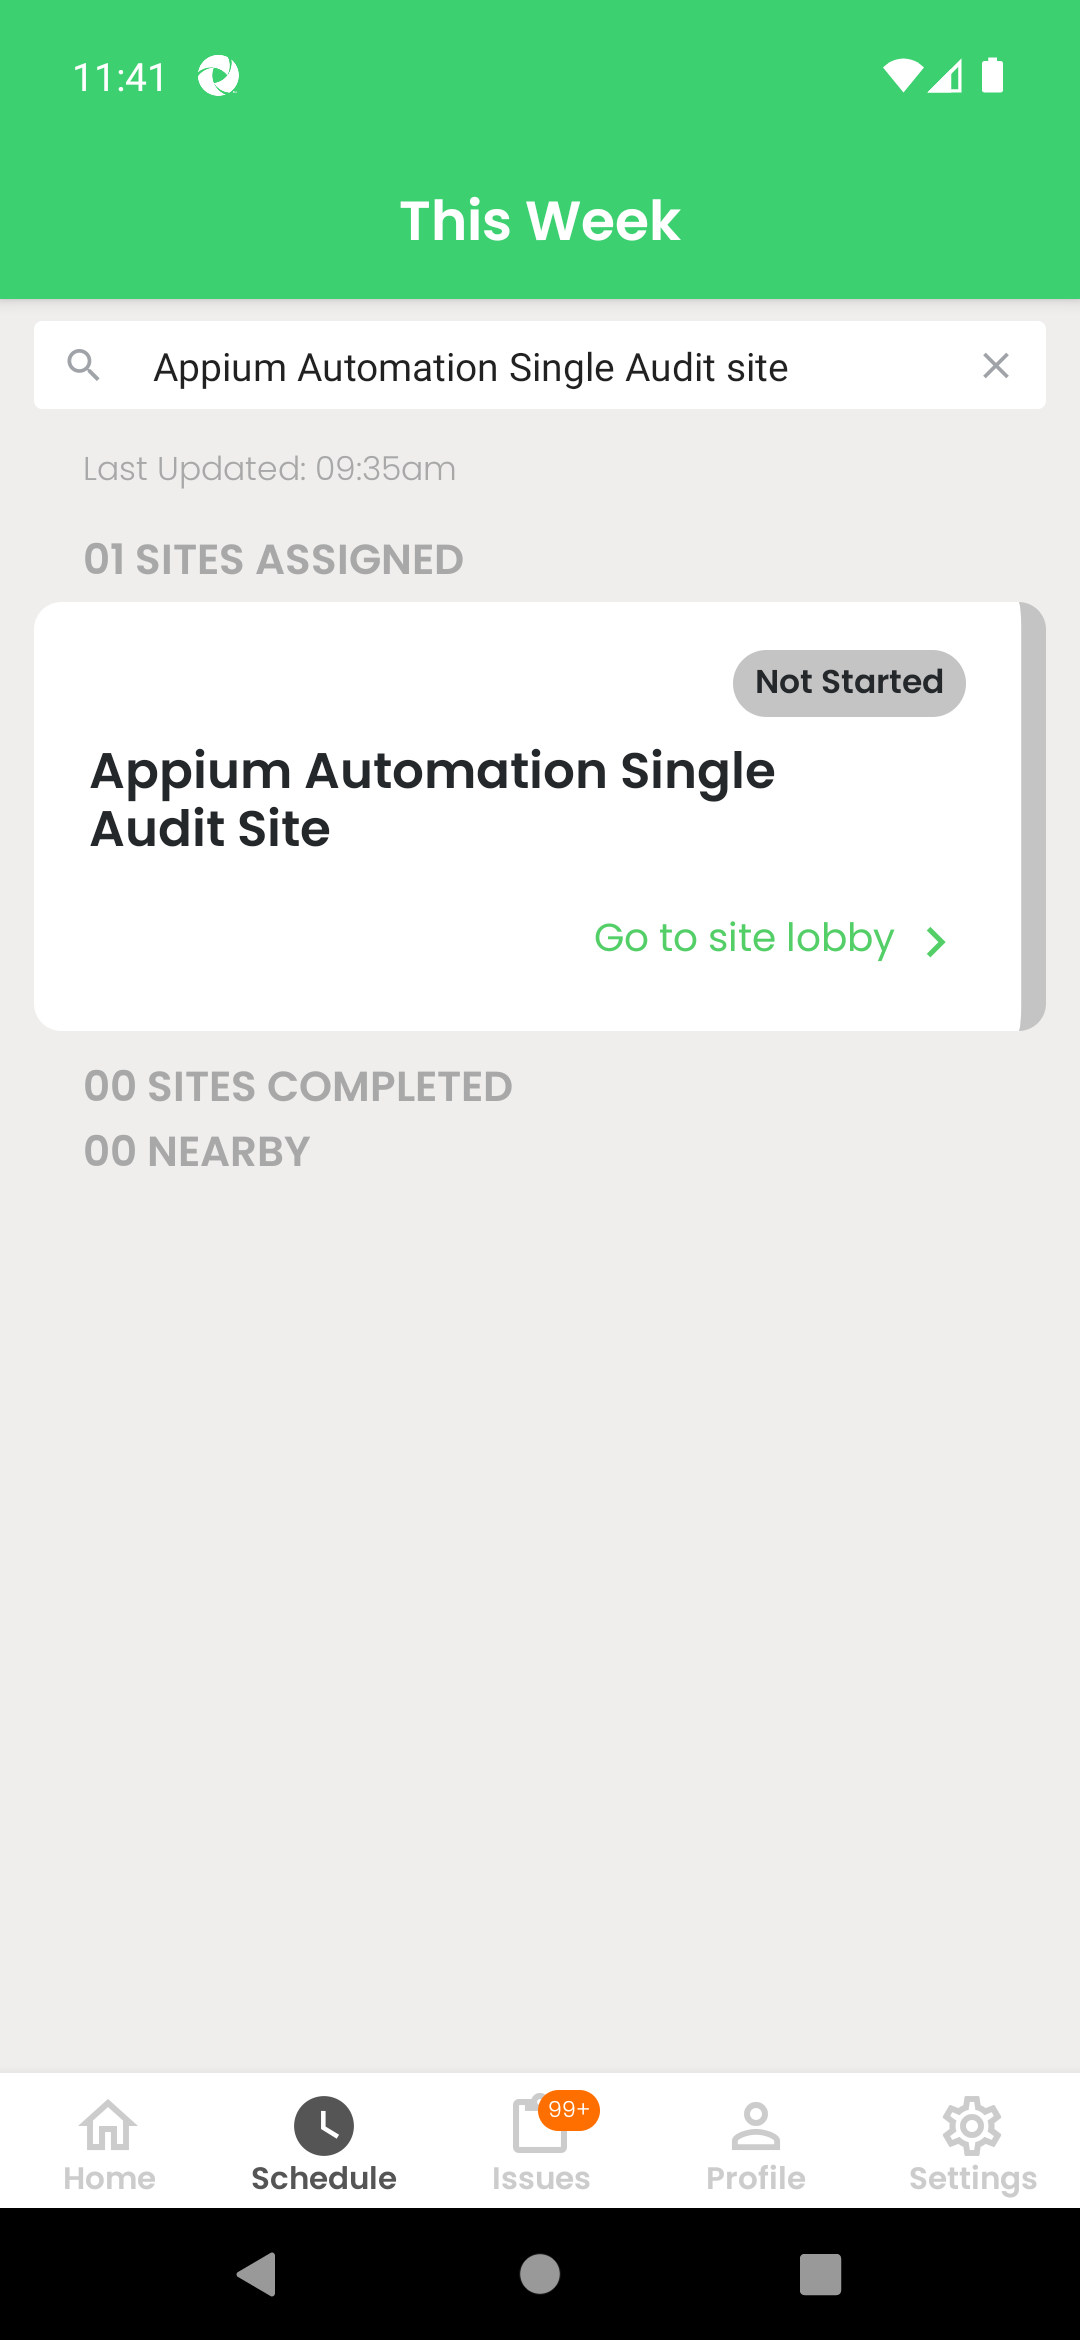 11:41
This Week
Appium Automation Single Audit site
Last Updated: 09:35am
01 SITES ASSIGNED
Not Started
Appium Automation Single
Audit Site
Go to site lobby
00 SITES COMPLETED
00 NEARBY
99+
Home
Schedule
Issues
Profile
Settings